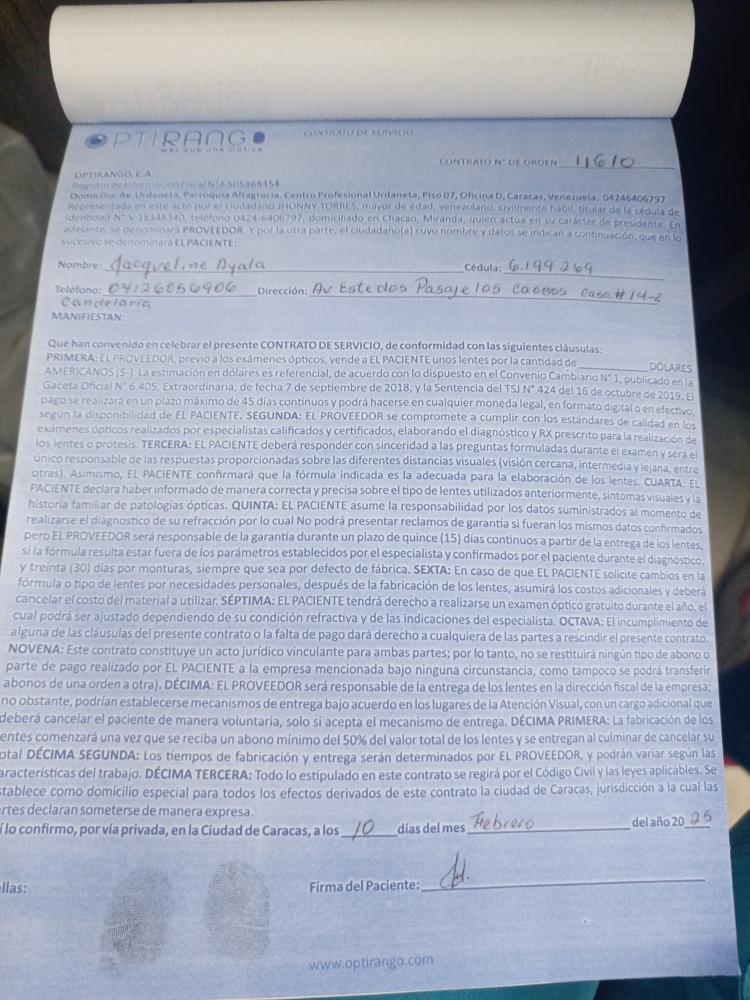 OPTIRANGO
Más que una Óptica
CONTRATO DE SERVICIO
CONTRATO N° DE ORDEN 11610
OPTIRANGO, C.A.
Registro de Información Fiscal N° J-505868454
Domicilio: Av. Urdaneta, Parroquia Altagracia, Centro Profesional Urdaneta, Piso 07, Oficina D, Caracas, Venezuela. 04246406797
Representada en este acto por el ciudadano JHONNY TORRES, mayor de edad, venezolano, civilmente hábil, titular de la cédula de
identidad N° V-18348340, teléfono 0424-6406797, domiciliado en Chacao, Miranda, quien actúa en su carácter de presidente. En
adelante, se denominará PROVEEDOR. Y por la otra parte, el ciudadano(a) cuyo nombre y datos se indican a continuación, que en lo
sucesivo se denominará EL PACIENTE:
Nombre: Jacqueline Ayala Cédula: 6.199 269
Teléfono: 04126056906 Dirección: Av Este dos Pasaje los caobos casa # 14-2
Candelaria
MANIFIESTAN:
Que han convenido en celebrar el presente CONTRATO DE SERVICIO, de conformidad con las siguientes cláusulas:
PRIMERA: EL PROVEEDOR, previo a los exámenes ópticos, vende a EL PACIENTE unos lentes por la cantidad de ____________ DÓLARES
AMERICANOS ($-). La estimación en dólares es referencial, de acuerdo con lo dispuesto en el Convenio Cambiario N° 1, publicado en la
Gaceta Oficial N° 6.405, Extraordinaria, de fecha 7 de septiembre de 2018, y la Sentencia del TSJ N° 424 del 16 de octubre de 2019. El
pago se realizará en un plazo máximo de 45 días continuos y podrá hacerse en cualquier moneda legal, en formato digital o en efectivo,
según la disponibilidad de EL PACIENTE. SEGUNDA: EL PROVEEDOR se compromete a cumplir con los estándares de calidad en los
exámenes ópticos realizados por especialistas calificados y certificados, elaborando el diagnóstico y RX prescrito para la realización de
los lentes o prótesis. TERCERA: EL PACIENTE deberá responder con sinceridad a las preguntas formuladas durante el examen y será el
único responsable de las respuestas proporcionadas sobre las diferentes distancias visuales (visión cercana, intermedia y lejana, entre
otras). Asimismo, EL PACIENTE confirmará que la fórmula indicada es la adecuada para la elaboración de los lentes. CUARTA: EL
PACIENTE declara haber informado de manera correcta y precisa sobre el tipo de lentes utilizados anteriormente, síntomas visuales y la
historia familiar de patologías ópticas. QUINTA: EL PACIENTE asume la responsabilidad por los datos suministrados al momento de
realizarse el diagnostico de su refracción por lo cual No podrá presentar reclamos de garantía si fueran los mismos datos confirmados
pero EL PROVEEDOR será responsable de la garantía durante un plazo de quince (15) días continuos a partir de la entrega de los lentes,
si la fórmula resulta estar fuera de los parámetros establecidos por el especialista y confirmados por el paciente durante el diagnóstico,
y treinta (30) días por monturas, siempre que sea por defecto de fábrica. SEXTA: En caso de que EL PACIENTE solicite cambios en la
fórmula o tipo de lentes por necesidades personales, después de la fabricación de los lentes, asumirá los costos adicionales y deberá
cancelar el costo del material a utilizar. SÉPTIMA: EL PACIENTE tendrá derecho a realizarse un examen óptico gratuito durante el año, el
cual podrá ser ajustado dependiendo de su condición refractiva y de las indicaciones del especialista. OCTAVA: El incumplimiento de
alguna de las cláusulas del presente contrato o la falta de pago dará derecho a cualquiera de las partes a rescindir el presente contrato.
NOVENA: Este contrato constituye un acto jurídico vinculante para ambas partes; por lo tanto, no se restituirá ningún tipo de abono o
parte de pago realizado por EL PACIENTE a la empresa mencionada bajo ninguna circunstancia, como tampoco se podrá transferir
abonos de una orden a otra). DÉCIMA: EL PROVEEDOR será responsable de la entrega de los lentes en la dirección fiscal de la empresa;
no obstante, podrían establecerse mecanismos de entrega bajo acuerdo en los lugares de la Atención Visual, con un cargo adicional que
deberá cancelar el paciente de manera voluntaria, solo si acepta el mecanismo de entrega. DÉCIMA PRIMERA: La fabricación de los
entes comenzará una vez que se reciba un abono mínimo del 50% del valor total de los lentes y se entregan al culminar de cancelar su
otal DÉCIMA SEGUNDA: Los tiempos de fabricación y entrega serán determinados por EL PROVEEDOR, y podrán variar según las
aracterísticas del trabajo. DÉCIMA TERCERA: Todo lo estipulado en este contrato se regirá por el Código Civil y las leyes aplicables. Se
stablece como domicilio especial para todos los efectos derivados de este contrato la ciudad de Caracas, jurisdicción a la cual las
rtes declaran someterse de manera expresa.
í lo confirmo, por vía privada, en la Ciudad de Caracas, a los 10 días del mes Febrero del año 20 25
llas: Firma del Paciente:
www.optirango.com